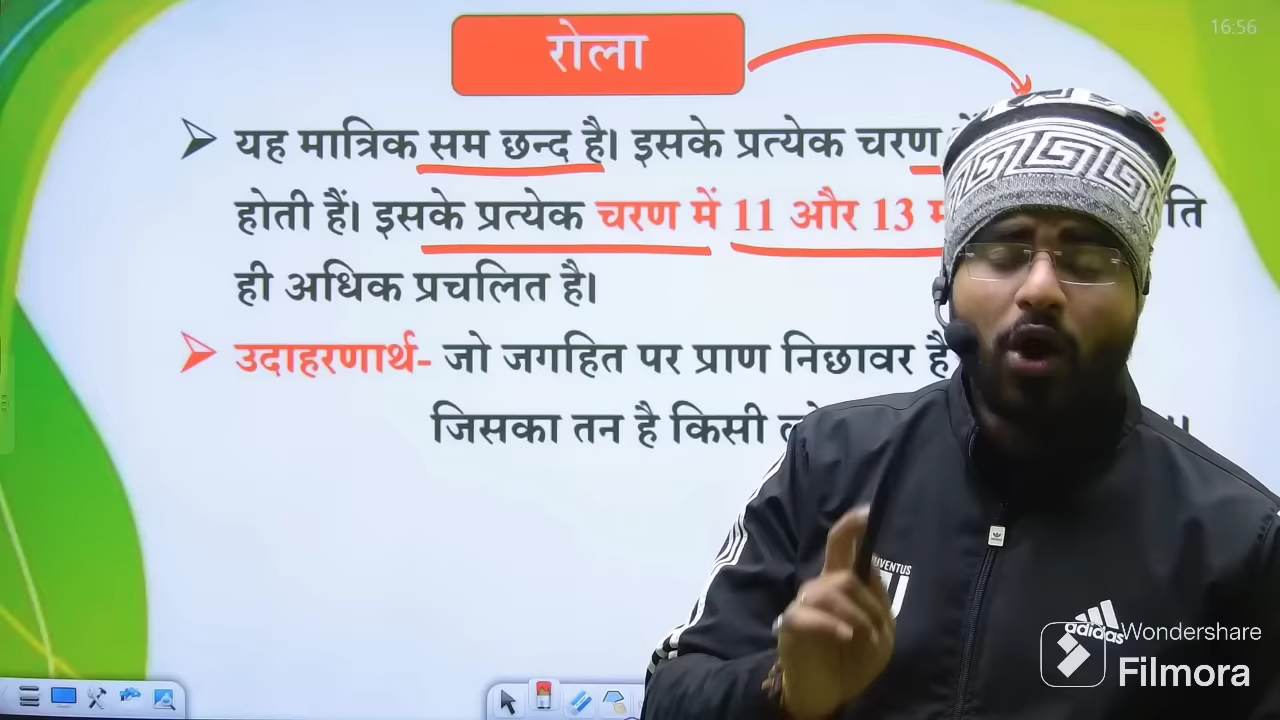 16:56
रोला
यह मात्रिक सम छन्द है। इसके प्रत्येक चरण
होती हैं। इसके प्रत्येक चरण में 11 और 13
ही अधिक प्रचलित है।
उदाहरणार्थ- जो जगहित पर प्राण निछावर है
जिसका तन है किसी
JUVENTUS
adidas
Wondershare
Filmora